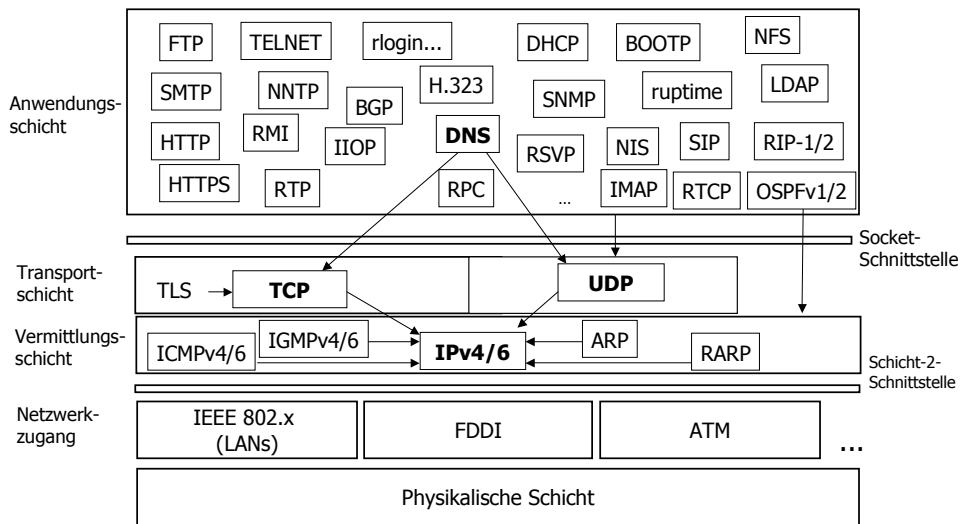 FTP
TELNET
rlogin...
DHCP
BOOTP
NFS
SMTP
NNTP
BGP
H.323
SNMP
ruptime
LDAP
Anwendungs-
schicht
HTTP
RMI
IIOP
DNS
RSVP
NIS
SIP
RIP-1/2
HTTPS
RTP
RPC
...
IMAP
RTCP
OSPFv1/2
Socket-
Schnittstelle
Transport-
schicht
TLS
TCP
UDP
Vermittlungs-
schicht
ICMPv4/6
IGMPv4/6
IPv4/6
ARP
RARP
Schicht-2-
Schnittstelle
Netzwerk-
zugang
IEEE 802.x
(LANs)
FDDI
ATM
...
Physikalische Schicht